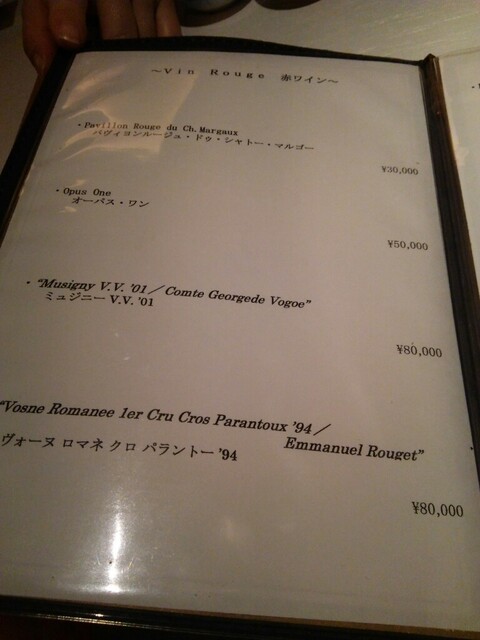 ～Vin Rouge 赤ワイン～
・Pavillon Rouge du Ch.Margaux
パヴィヨンルージュ・ドゥ・シャトー・マルゴー
¥30,000
・Opus One
オーパス・ワン
¥50,000
・"Musigny V.V. '01／Comte Georgede Vogoe"
ミュジニー V.V. '01
¥80,000
"Vosne Romanee 1er Cru Cros Parantoux '94／
Emmanuel Rouget"
ヴォーヌ ロマネ クロ パラントー '94
¥80,000